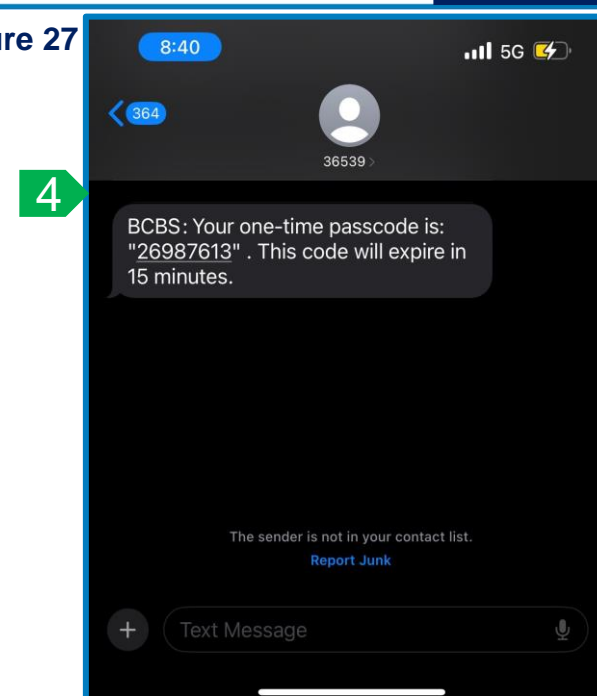 ure 27
8:40
5G
364
36539 >
4
BCBS: Your one-time passcode is:
"26987613" . This code will expire in
15 minutes.
The sender is not in your contact list.
Report Junk
+
Text Message